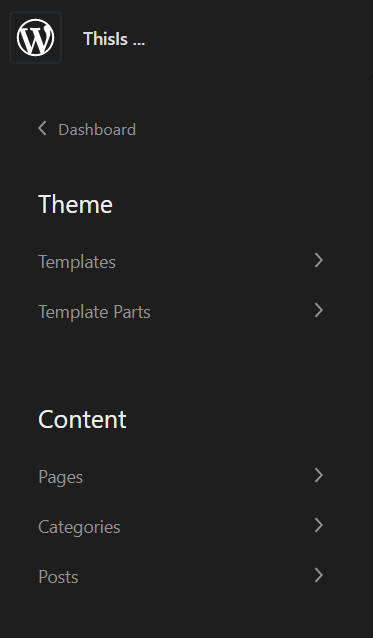 ThisIs ...
Dashboard
Theme
Templates
Template Parts
Content
Pages
Categories
Posts